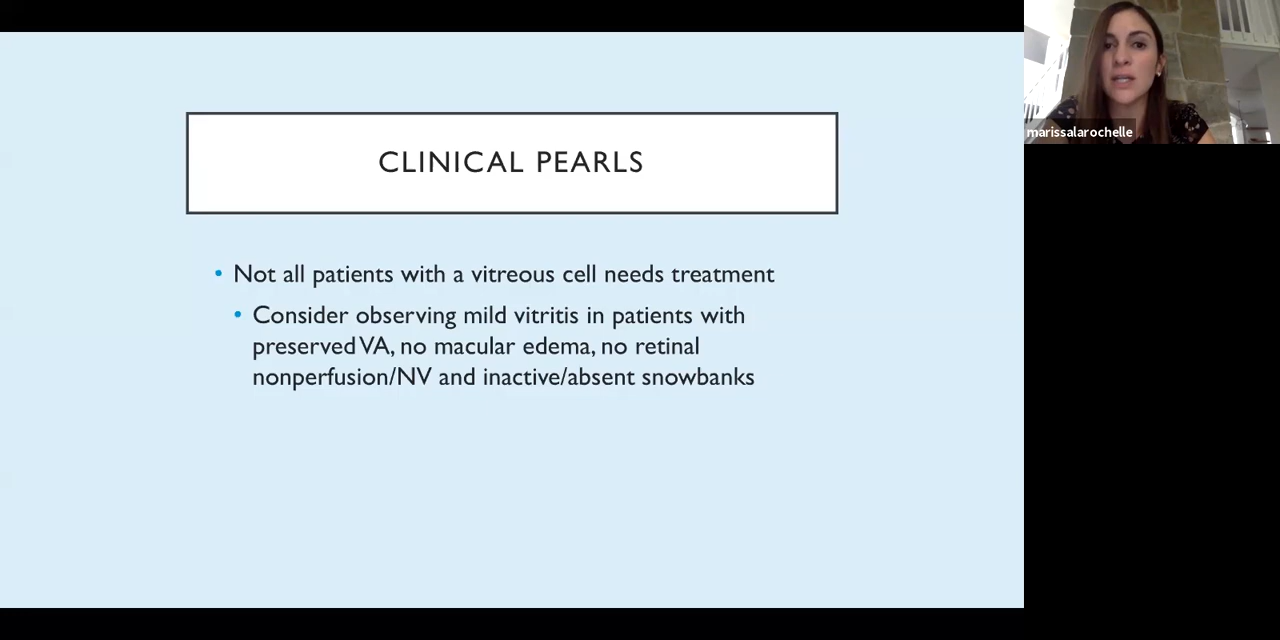 CLINICAL PEARLS
• Not all patients with a vitreous cell needs treatment
• Consider observing mild vitritis in patients with
preserved VA, no macular edema, no retinal
nonperfusion/NV and inactive/absent snowbanks
marissalarochelle